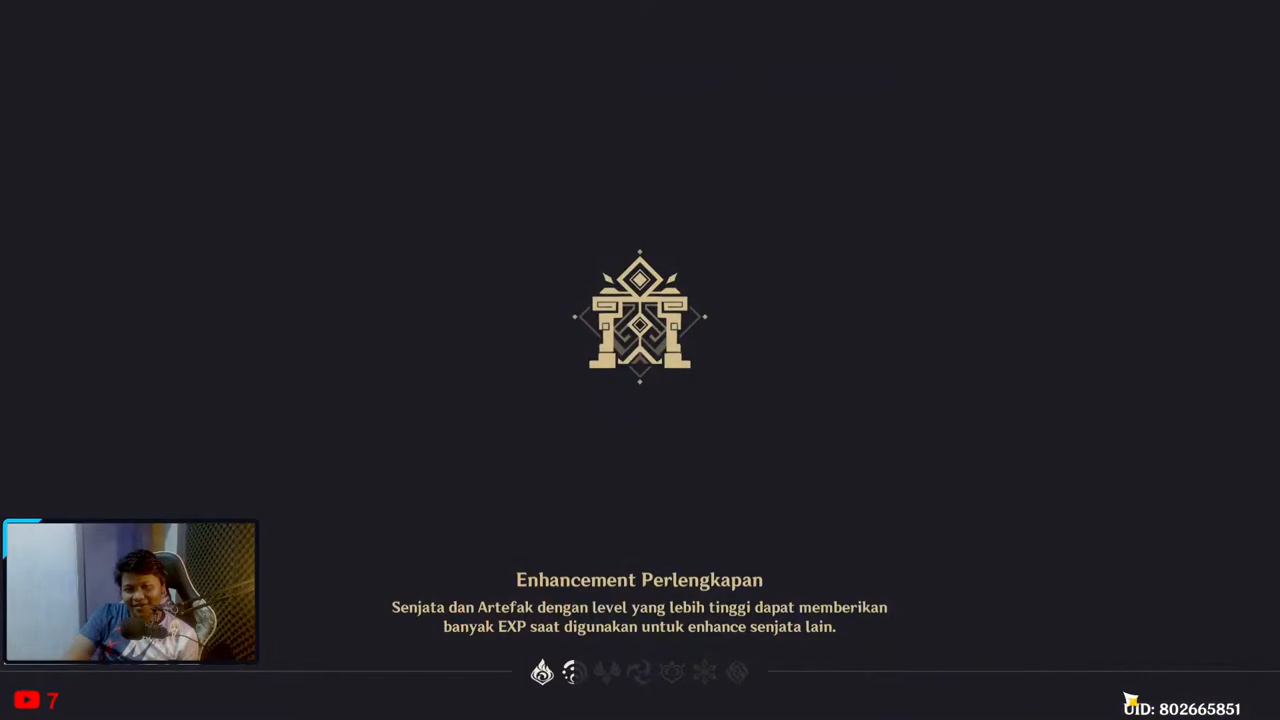 Enhancement Perlengkapan
Senjata dan Artefak dengan level yang lebih tinggi dapat memberikan
banyak EXP saat digunakan untuk enhance senjata lain.
7
UID: 802665851